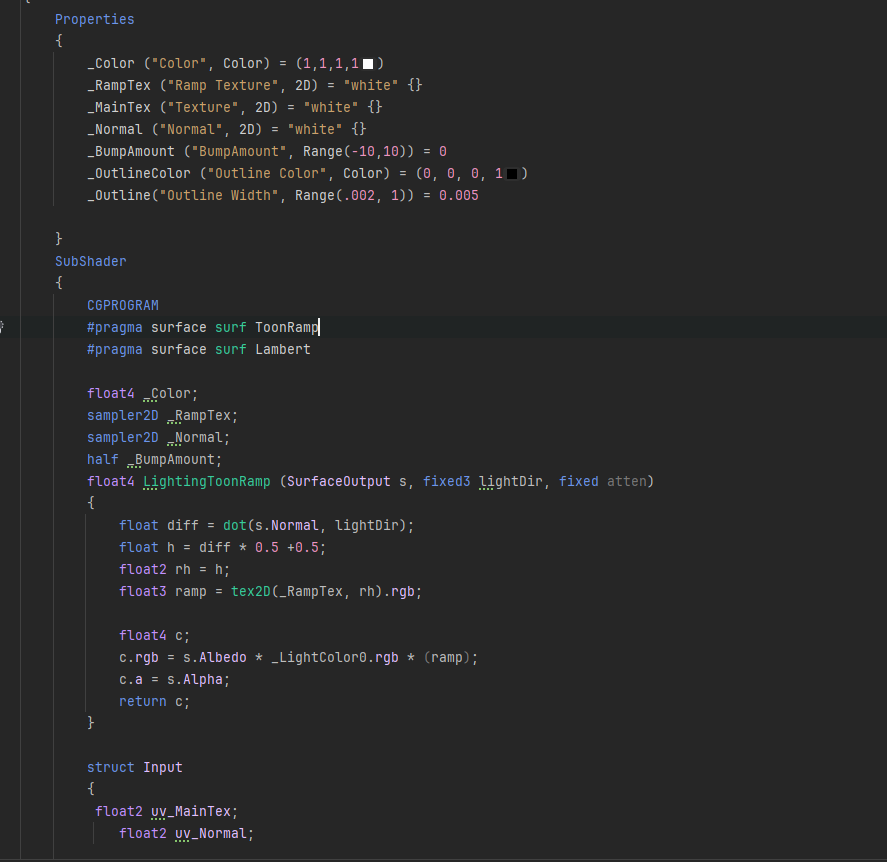 {
Properties
{
_Color ("Color", Color) = (1,1,1,1)
_RampTex ("Ramp Texture", 2D) = "white" {}
_MainTex ("Texture", 2D) = "white" {}
_Normal ("Normal", 2D) = "white" {}
_BumpAmount ("BumpAmount", Range(-10,10)) = 0
_OutlineColor ("Outline Color", Color) = (0, 0, 0, 1)
_Outline("Outline Width", Range(.002, 1)) = 0.005
}
SubShader
{
CGPROGRAM
#pragma surface surf ToonRamp
#pragma surface surf Lambert
float4 _Color;
sampler2D _RampTex;
sampler2D _Normal;
half _BumpAmount;
float4 LightingToonRamp (SurfaceOutput s, fixed3 lightDir, fixed atten)
{
float diff = dot(s.Normal, lightDir);
float h = diff * 0.5 +0.5;
float2 rh = h;
float3 ramp = tex2D(_RampTex, rh).rgb;
float4 c;
c.rgb = s.Albedo * _LightColor0.rgb * (ramp);
c.a = s.Alpha;
return c;
}
struct Input
{
float2 uv_MainTex;
float2 uv_Normal;